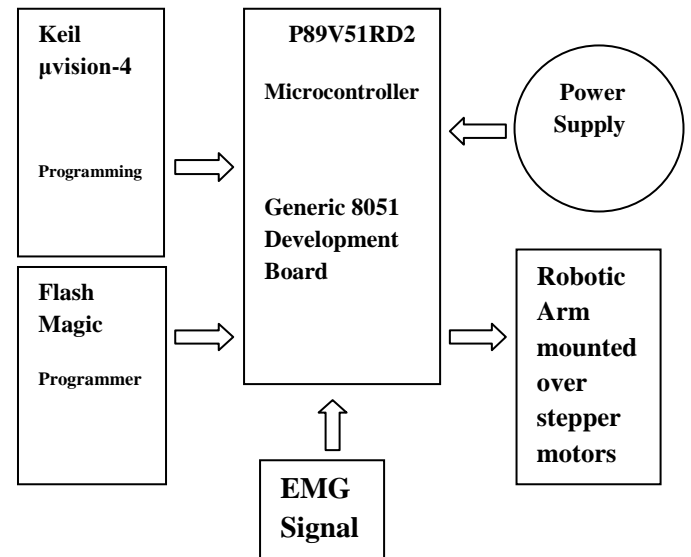 Keil
µvision-4
Programming
Flash
Magic
Programmer
P89V51RD2
Microcontroller
Generic 8051
Development
Board
EMG
Signal
Power
Supply
Robotic
Arm
mounted
over
stepper
motors